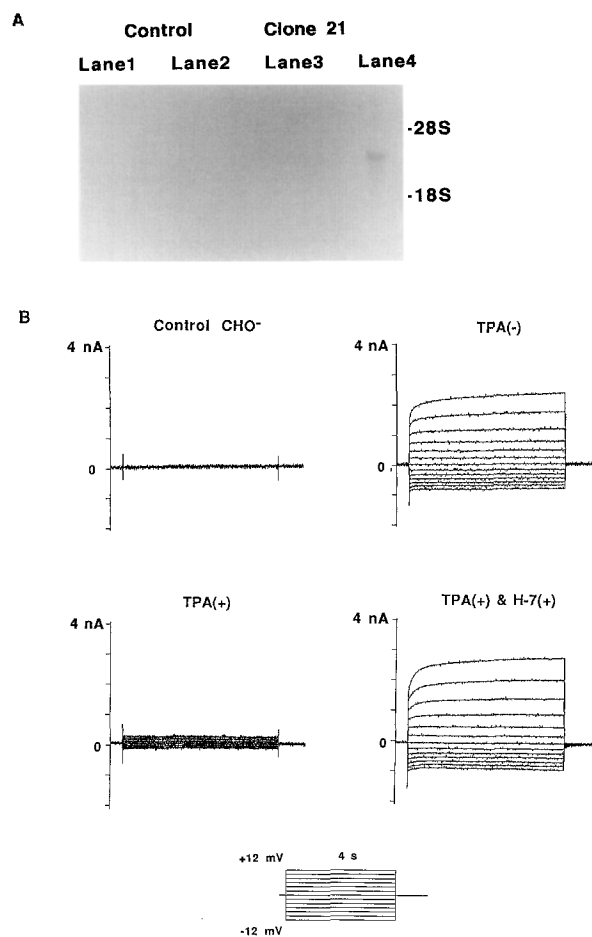 A
Control Clone 21
Lane1 Lane2 Lane3 Lane4
-28S
-18S
B
Control CHO⁻
4 nA
0
TPA(-)
4 nA
0
TPA(+)
4 nA
0
TPA(+) & H-7(+)
4 nA
0
+12 mV 4 s
-12 mV